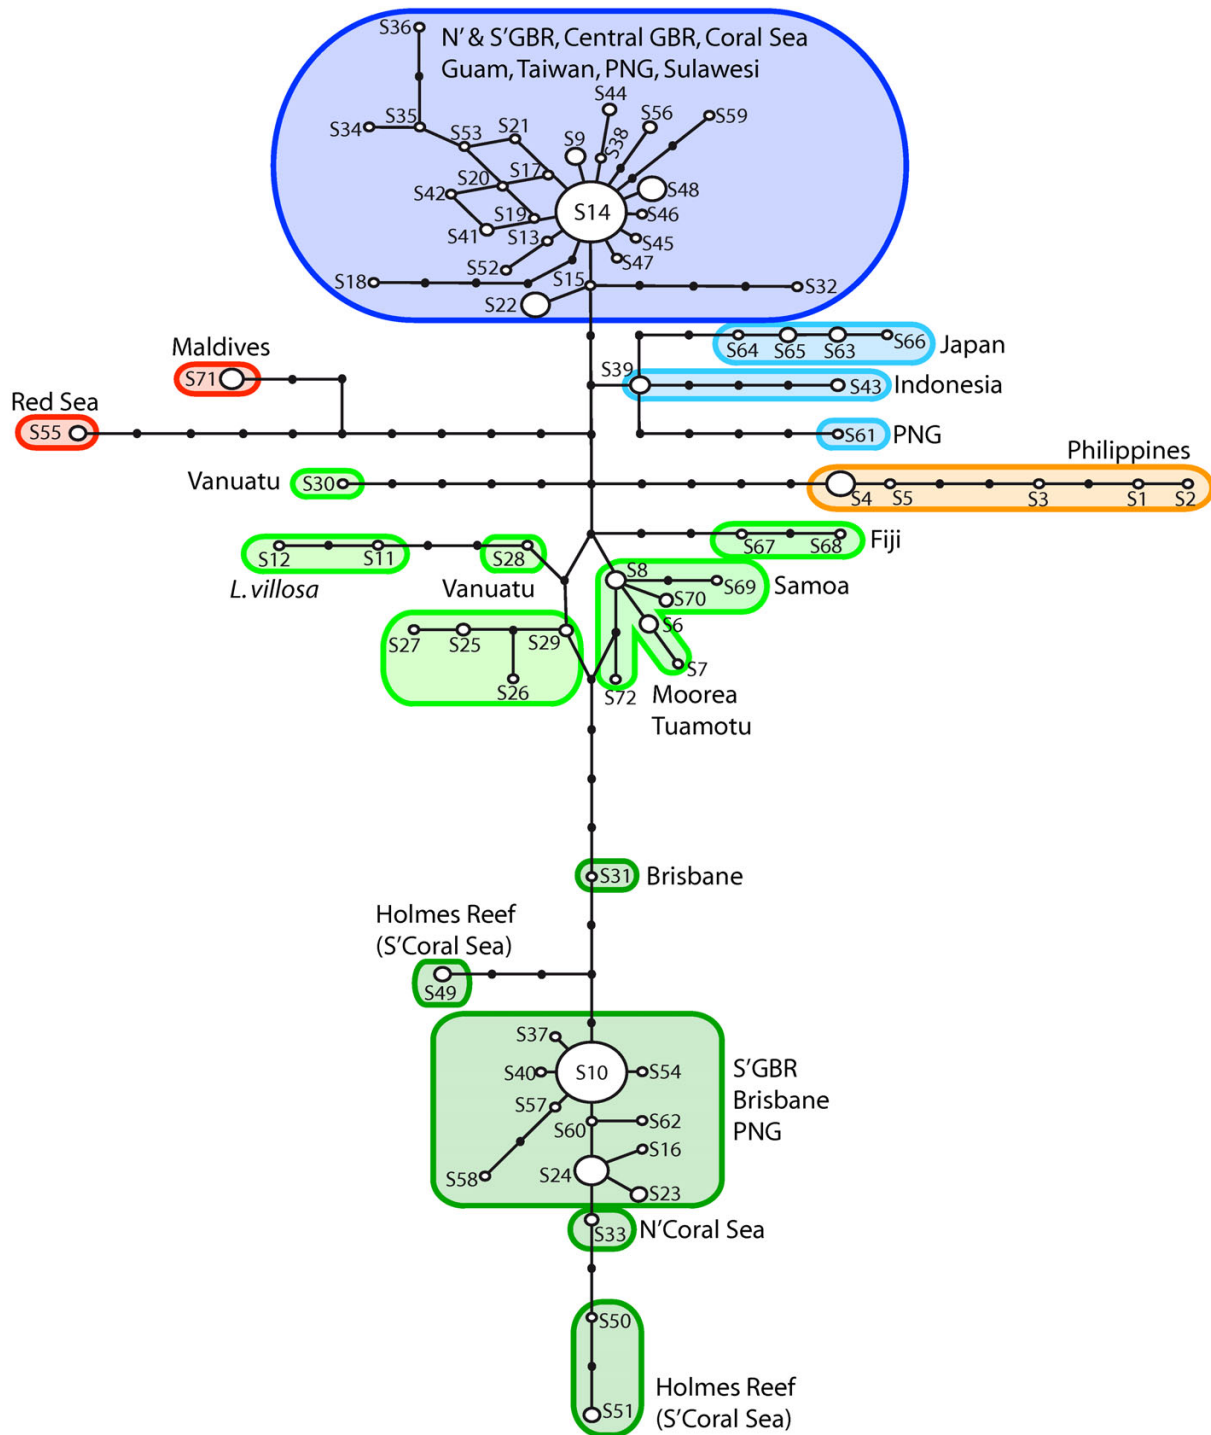 S36
N' & S'GBR, Central GBR, Coral Sea
Guam, Taiwan, PNG, Sulawesi
S44
S56
S59
S34
S35
S53
S21
S9
S38
S20
S17
S48
S42
S14
S46
S41
S19
S13
S45
S52
S47
S18
S15
S32
S22
Maldives
S71
S64
S65
S63
S66
Japan
S39
S43
Indonesia
Red Sea
S55
S61
PNG
Philippines
Vanuatu
S30
S4
S5
S3
S1
S2
S12
S11
S28
S67
S68
Fiji
L. villosa
Vanuatu
S8
S69
Samoa
S70
S27
S25
S29
S6
S26
S72
S7
Moorea
Tuamotu
S31
Brisbane
Holmes Reef
(S'Coral Sea)
S49
S37
S40
S10
S54
S'GBR
Brisbane
PNG
S57
S60
S62
S16
S58
S24
S23
S33
N'Coral Sea
S50
Holmes Reef
(S'Coral Sea)
S51